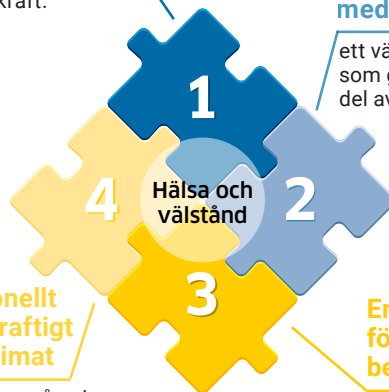 kraft.
med
ett vä
som g
del av
1
4
Hälsa och
välstånd
2
3
onellt
raftigt
imat
En
fö
be